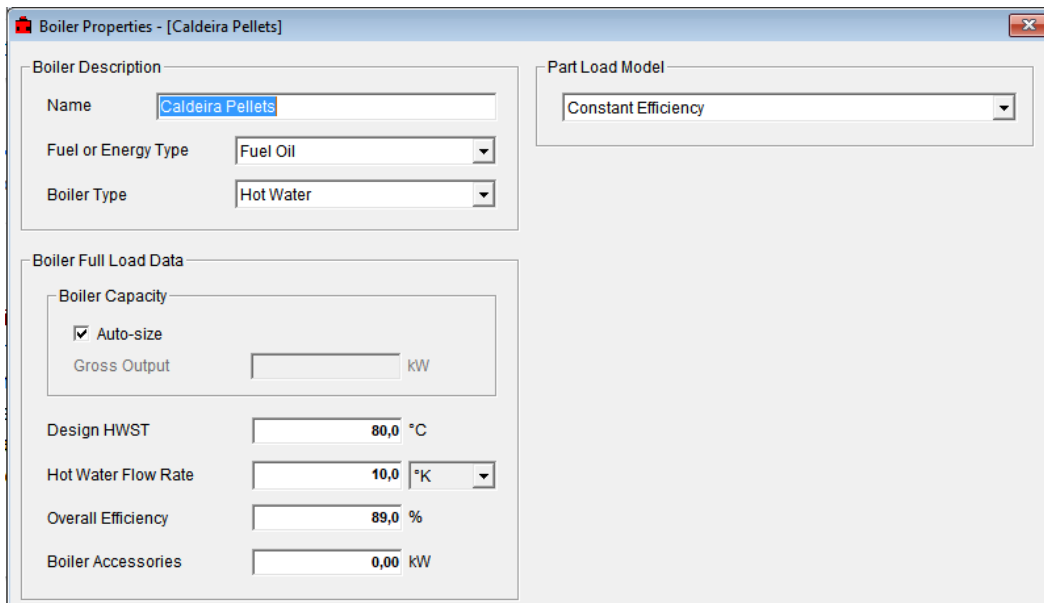 Boiler Properties - [Caldeira Pellets]
Boiler Description
Name Caldeira Pellets
Fuel or Energy Type Fuel Oil
Boiler Type Hot Water
Part Load Model
Constant Efficiency
Boiler Full Load Data
Boiler Capacity
Auto-size
Gross Output kW
Design HWST 80,0 °C
Hot Water Flow Rate 10,0 °K
Overall Efficiency 89,0 %
Boiler Accessories 0,00 kW